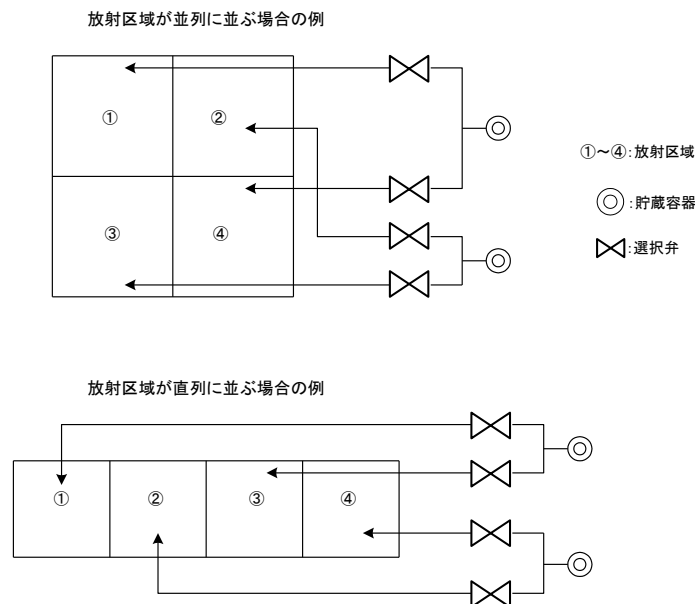 放射区域が並列に並ぶ場合の例
①
②
③
④
①～④:放射区域
:貯蔵容器
:選択弁
放射区域が直列に並ぶ場合の例
①
②
③
④